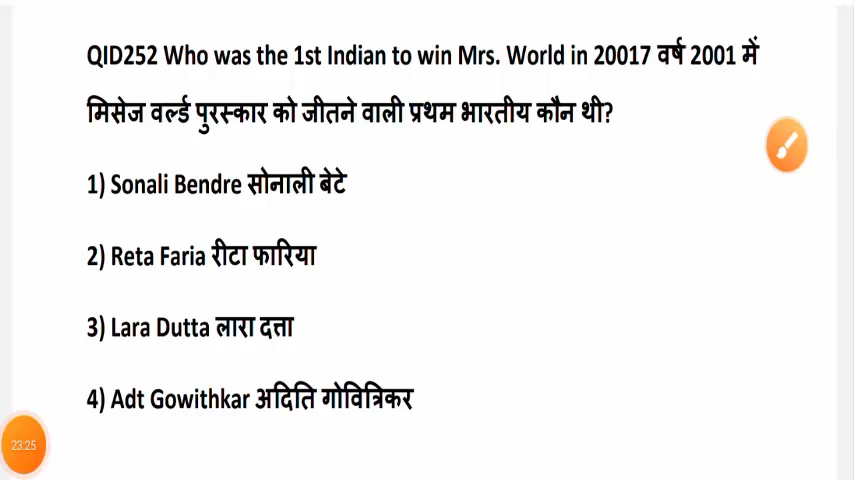 QID252 Who was the 1st Indian to win Mrs. World in 20017 वर्ष 2001 में
मिसेज वर्ल्ड पुरस्कार को जीतने वाली प्रथम भारतीय कौन थी?
1) Sonali Bendre सोनाली बेटे
2) Reta Faria रीटा फारिया
3) Lara Dutta लारा दत्ता
4) Adt Gowithkar अदिति गोवित्रिकर
23:25